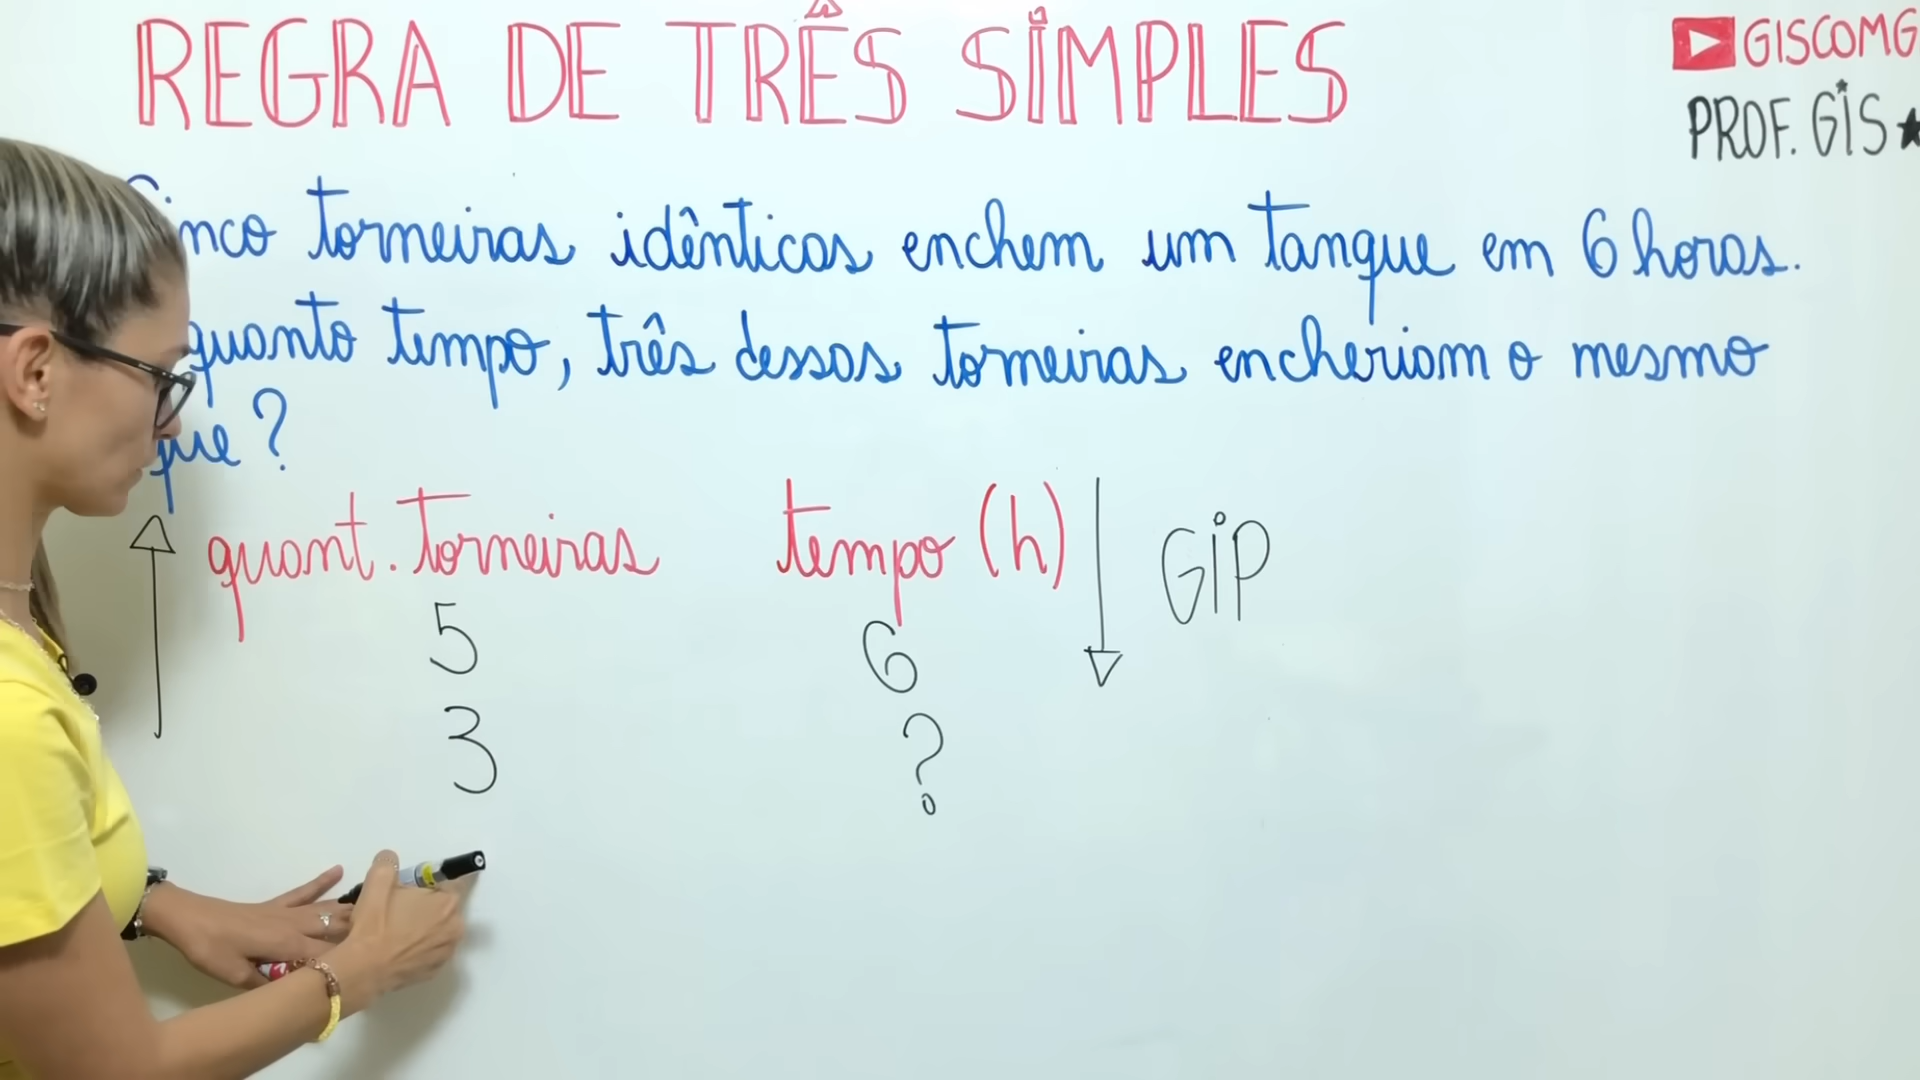 REGRA DE TRÊS SIMPLES
GISCOMG
PROF. GIS
inco torneiras idênticas enchem um tanque em 6 horas.
quanto tempo, três dessas torneiras encheriam o mesmo
que?
quant. torneiras tempo (h) GIP
5 6
3 ?